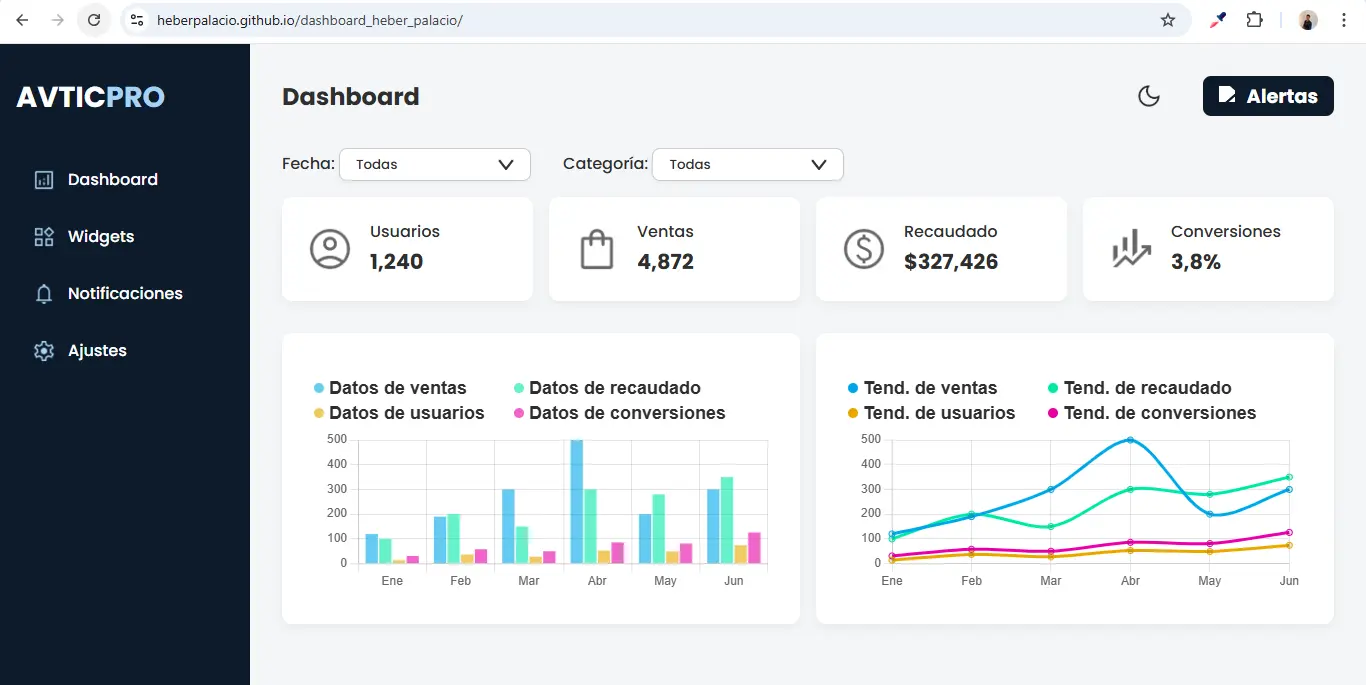 heberpalacio.github.io/dashboard_heber_palacio/
AVTICPRO
Dashboard
Widgets
Notificaciones
Ajustes
Dashboard
Alertas
Fecha: Todas
Categoría: Todas
Usuarios
1,240
Ventas
4,872
Recaudado
$327,426
Conversiones
3,8%
Datos de ventas Datos de recaudado
Datos de usuarios Datos de conversiones
500
400
300
200
100
0
Ene Feb Mar Abr May Jun
Tend. de ventas Tend. de recaudado
Tend. de usuarios Tend. de conversiones
500
400
300
200
100
0
Ene Feb Mar Abr May Jun